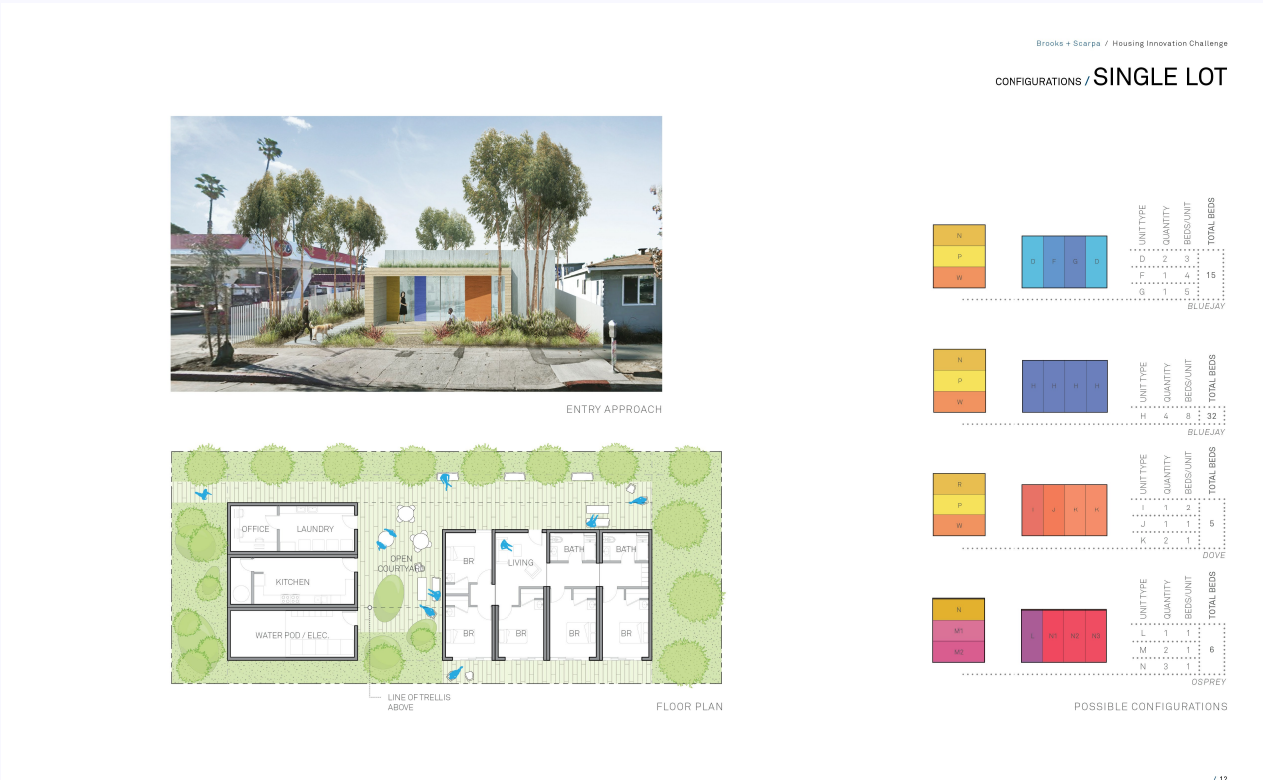 Brooks + Scarpa / Housing Innovation Challenge
CONFIGURATIONS / SINGLE LOT
ENTRY APPROACH
OFFICE
LAUNDRY
KITCHEN
WATER POD / ELEC.
OPEN
COURTYARD
BR
LIVING
BATH
BATH
BR
BR
BR
BR
LINE OF TRELLIS
ABOVE
FLOOR PLAN
N
P
W
D F G D
UNIT TYPE QUANTITY BEDS/UNIT TOTAL BEDS
D 2 3
F 1 4 15
G 1 5
BLUEJAY
N
P
W
H H H H
UNIT TYPE QUANTITY BEDS/UNIT TOTAL BEDS
H 4 8 32
BLUEJAY
R
P
W
I J K K
UNIT TYPE QUANTITY BEDS/UNIT TOTAL BEDS
I 1 2
J 1 1 5
K 2 1
DOVE
N
M1
M2
L N1 N2 N3
UNIT TYPE QUANTITY BEDS/UNIT TOTAL BEDS
L 1 1
M 2 1 6
N 3 1
OSPREY
POSSIBLE CONFIGURATIONS
/ 12